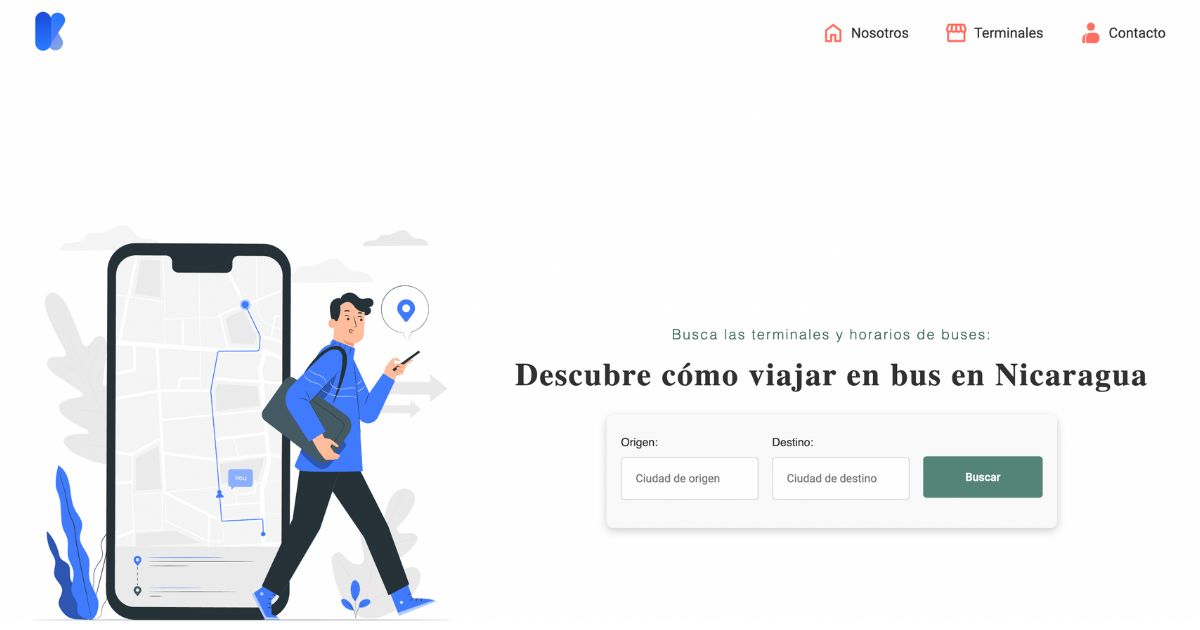 Nosotros
Terminales
Contacto
Busca las terminales y horarios de buses:
Descubre cómo viajar en bus en Nicaragua
Origen:
Destino:
Ciudad de origen
Ciudad de destino
Buscar
you